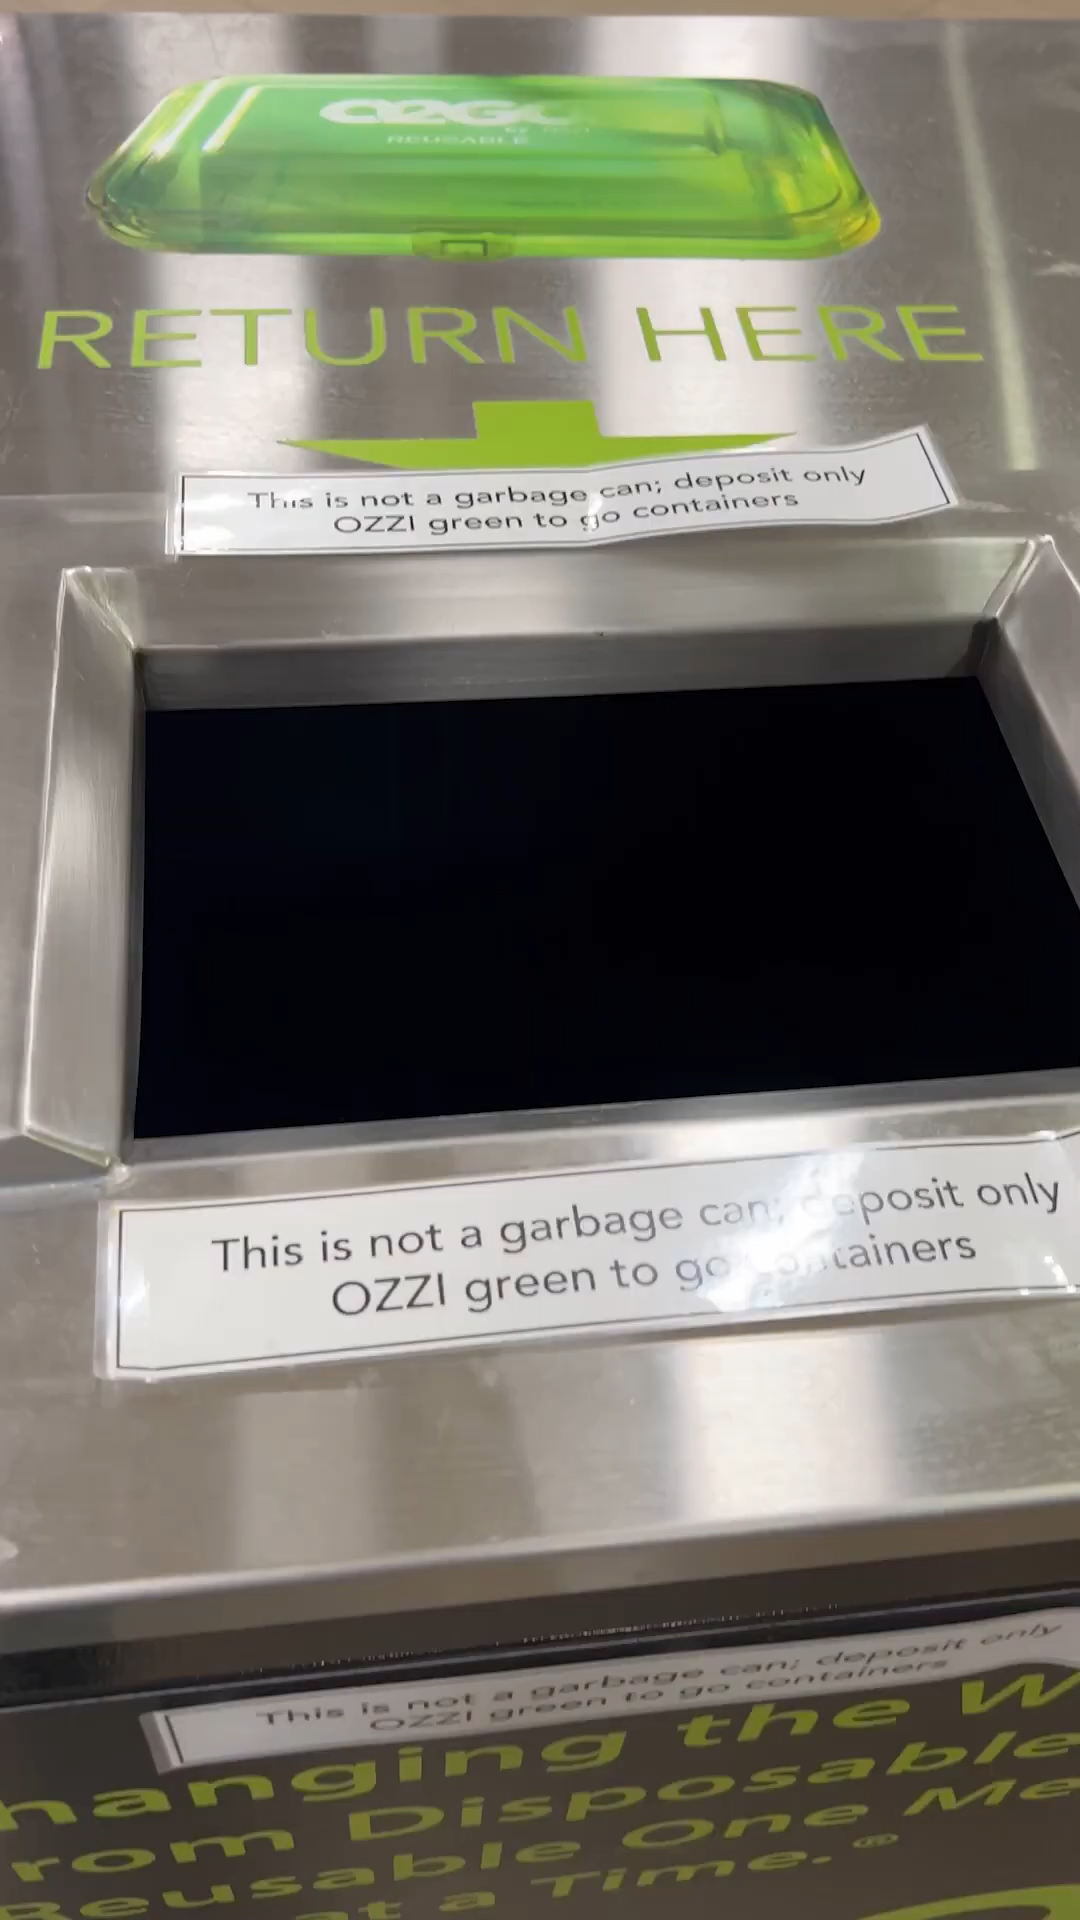 REUSABLE
RETURN HERE
This is not a garbage can; deposit only
OZZI green to go containers
This is not a garbage can; deposit only
OZZI green to go containers
This is not a garbage can; deposit only
OZZI green to go containers
hanging the W
rom Disposable
Reusable One Me
at a Time.®